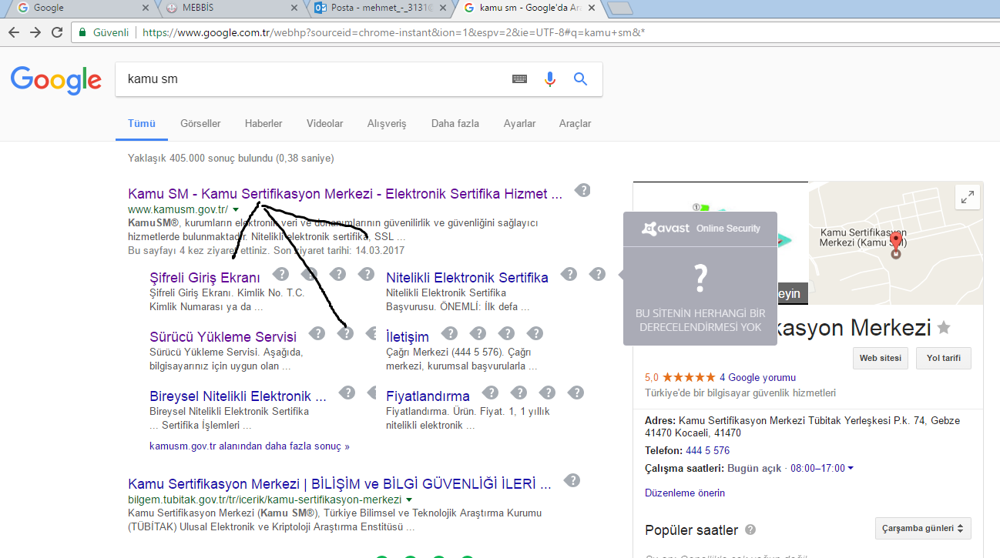 Google
MEBBİS
Posta - mehmet_-_3131@
kamu sm - Google'da Ara
Güvenli
https://www.google.com.tr/webhp?sourceid=chrome-instant&ion=1&espv=2&ie=UTF-8#q=kamu+sm&*
Google
kamu sm
Tümü Görseller Haberler Videolar Alışveriş Daha fazla Ayarlar Araçlar
Yaklaşık 405.000 sonuç bulundu (0,38 saniye)
Kamu SM - Kamu Sertifikasyon Merkezi - Elektronik Sertifika Hizmet ...
www.kamusm.gov.tr/
KamuSM®, kurumların elektronik veri ve donanımlarının güvenilirlik ve güvenliğini sağlayıcı
hizmetlerde bulunmaktadır. Nitelikli elektronik sertifika, SSL ...
Bu sayfayı 4 kez ziyaret ettiniz. Son ziyaret tarihi: 14.03.2017
Şifreli Giriş Ekranı
Şifreli Giriş Ekranı. Kimlik No. T.C.
Kimlik Numarası ya da ...
Nitelikli Elektronik Sertifika
Nitelikli Elektronik Sertifika
Başvurusu. ÖNEMLİ: İlk defa ...
Sürücü Yükleme Servisi
Sürücü Yükleme Servisi. Aşağıda,
bilgisayarınız için uygun olan ...
İletişim
Çağrı Merkezi (444 5 576). Çağrı
merkezi, kurumsal başvurularla ...
Bireysel Nitelikli Elektronik ...
Bireysel Nitelikli Elektronik Sertifika
... Sertifika İşlemleri ...
Fiyatlandırma
Fiyatlandırma. Ürün. Fiyat. 1, 1 yıllık
nitelikli elektronik ...
kamusm.gov.tr alanından daha fazla sonuç »
Kamu Sertifikasyon Merkezi | BİLİŞİM ve BİLGİ GÜVENLİĞİ İLERİ ...
bilgem.tubitak.gov.tr/tr/icerik/kamu-sertifikasyon-merkezi
Kamu Sertifikasyon Merkezi (Kamu SM®), Türkiye Bilimsel ve Teknolojik Araştırma Kurumu
(TÜBİTAK) Ulusal Elektronik ve Kriptoloji Araştırma Enstitüsü ...
avast Online Security
?
BU SİTENİN HERHANGİ BİR
DERECELENDİRMESİ YOK
Kamu Sertifikasyon
Merkezi (Kamu SM)
eyin
kasyon Merkezi
Web sitesi
Yol tarifi
5,0 4 Google yorumu
Türkiye'de bir bilgisayar güvenlik hizmetleri
Adres: Kamu Sertifikasyon Merkezi Tübitak Yerleşkesi P.k. 74, Gebze
41470 Kocaeli, 41470
Telefon: 444 5 576
Çalışma saatleri: Bugün açık · 08:00–17:00
Düzenleme önerin
Popüler saatler
Çarşamba günleri